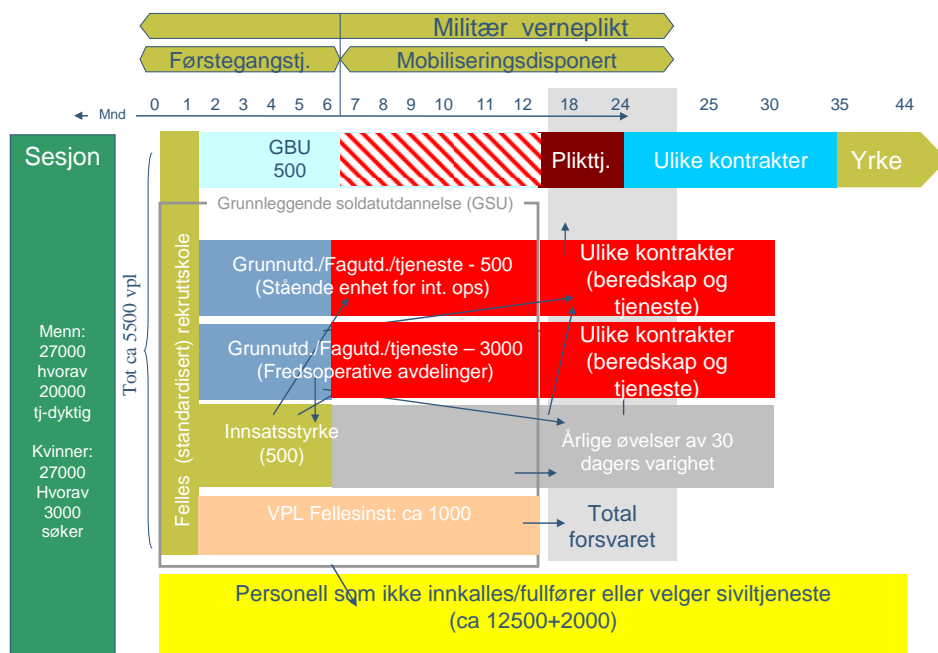 Militær verneplikt
Førstegangstj.
Mobiliseringsdisponert
Mnd
0 1 2 3 4 5 6 7 8 9 10 11 12 18 24 25 30 35 44
Sesjon
Menn:
27000
hvorav
20000
tj-dyktig
Kvinner:
27000
Hvorav
3000
søker
Tot ca 5500 vpl
Felles (standardisert) rekruttskole
GBU
500
Plikttj.
Ulike kontrakter
Yrke
Grunnleggende soldatutdannelse (GSU)
Grunnutd./Fagutd./tjeneste - 500
(Stående enhet for int. ops)
Ulike kontrakter
(beredskap og
tjeneste)
Grunnutd./Fagutd./tjeneste – 3000
(Fredsoperative avdelinger)
Ulike kontrakter
(beredskap og
tjeneste)
Innsatsstyrke
(500)
Årlige øvelser av 30
dagers varighet
VPL Fellesinst: ca 1000
Total
forsvaret
Personell som ikke innkalles/fullfører eller velger siviltjeneste
(ca 12500+2000)